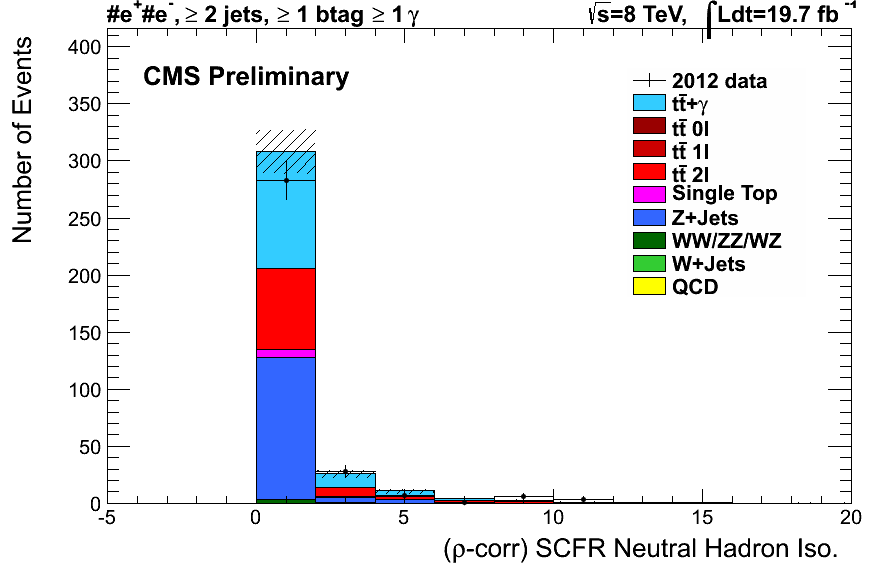 #e⁺#e⁻, ≥ 2 jets, ≥ 1 btag ≥ 1 γ
√s=8 TeV, ∫Ldt=19.7 fb⁻¹
CMS Preliminary
2012 data
tt̄+γ
tt̄ 0l
tt̄ 1l
tt̄ 2l
Single Top
Z+Jets
WW/ZZ/WZ
W+Jets
QCD
Number of Events
400
350
300
250
200
150
100
50
0
-5 0 5 10 15 20
(ρ-corr) SCFR Neutral Hadron Iso.